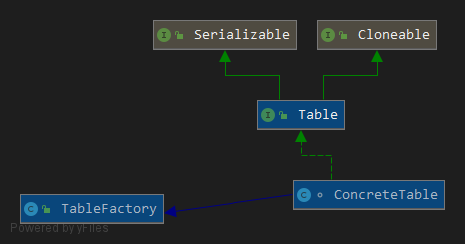 Serializable
Cloneable
Table
ConcreteTable
TableFactory
Powered by yFiles